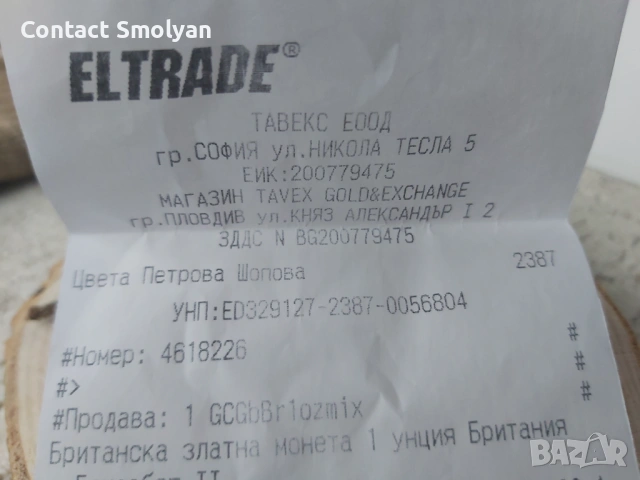 Contact Smolyan
ELTRADE®
ТАВЕКС ЕООД
гр.СОФИЯ ул.НИКОЛА ТЕСЛА 5
ЕИК:200779475
МАГАЗИН TAVEX GOLD&EXCHANGE
гр.ПЛОВДИВ ул.КНЯЗ АЛЕКСАНДЪР I 2
ЗДДС N BG200779475
Цвета Петрова Шопова 2387
УНП:ED329127-2387-0056804
#Номер: 4618226 #
#> #
#Продава: 1 GCGbBr1ozmix #
Британска златна монета 1 унция Британия
II
BAZAR